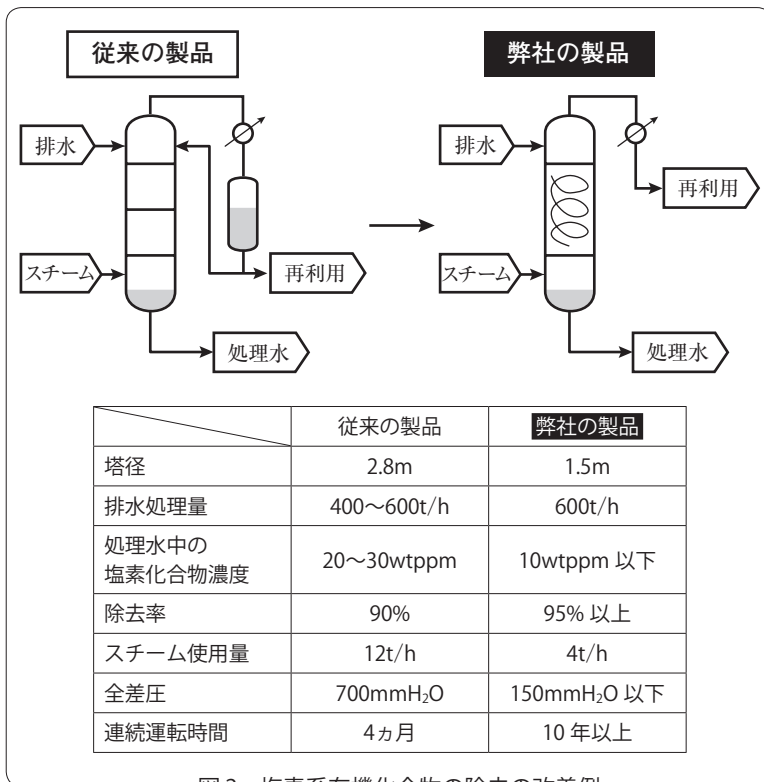 従来の製品
弊社の製品
排水
スチーム
再利用
処理水
排水
スチーム
再利用
処理水
従来の製品 弊社の製品
塔径 2.8m 1.5m
排水処理量 400〜600t/h 600t/h
処理水中の
塩素化合物濃度 20〜30wtppm 10wtppm 以下
除去率 90% 95% 以上
スチーム使用量 12t/h 4t/h
全差圧 700mmH₂O 150mmH₂O 以下
連続運転時間 4ヵ月 10 年以上